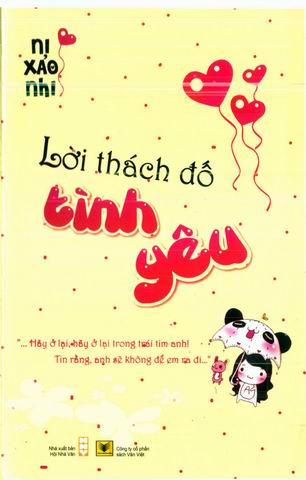 NI
XẢO
NHI
Lời thách đố
tình
yêu
"... Hãy ở lại, hãy ở lại trong trái tim anh!
Tin rằng, anh sẽ không để em ra đi..."
Nhà xuất bản
Hội Nhà Văn
Công ty cổ phần
sách Văn Việt